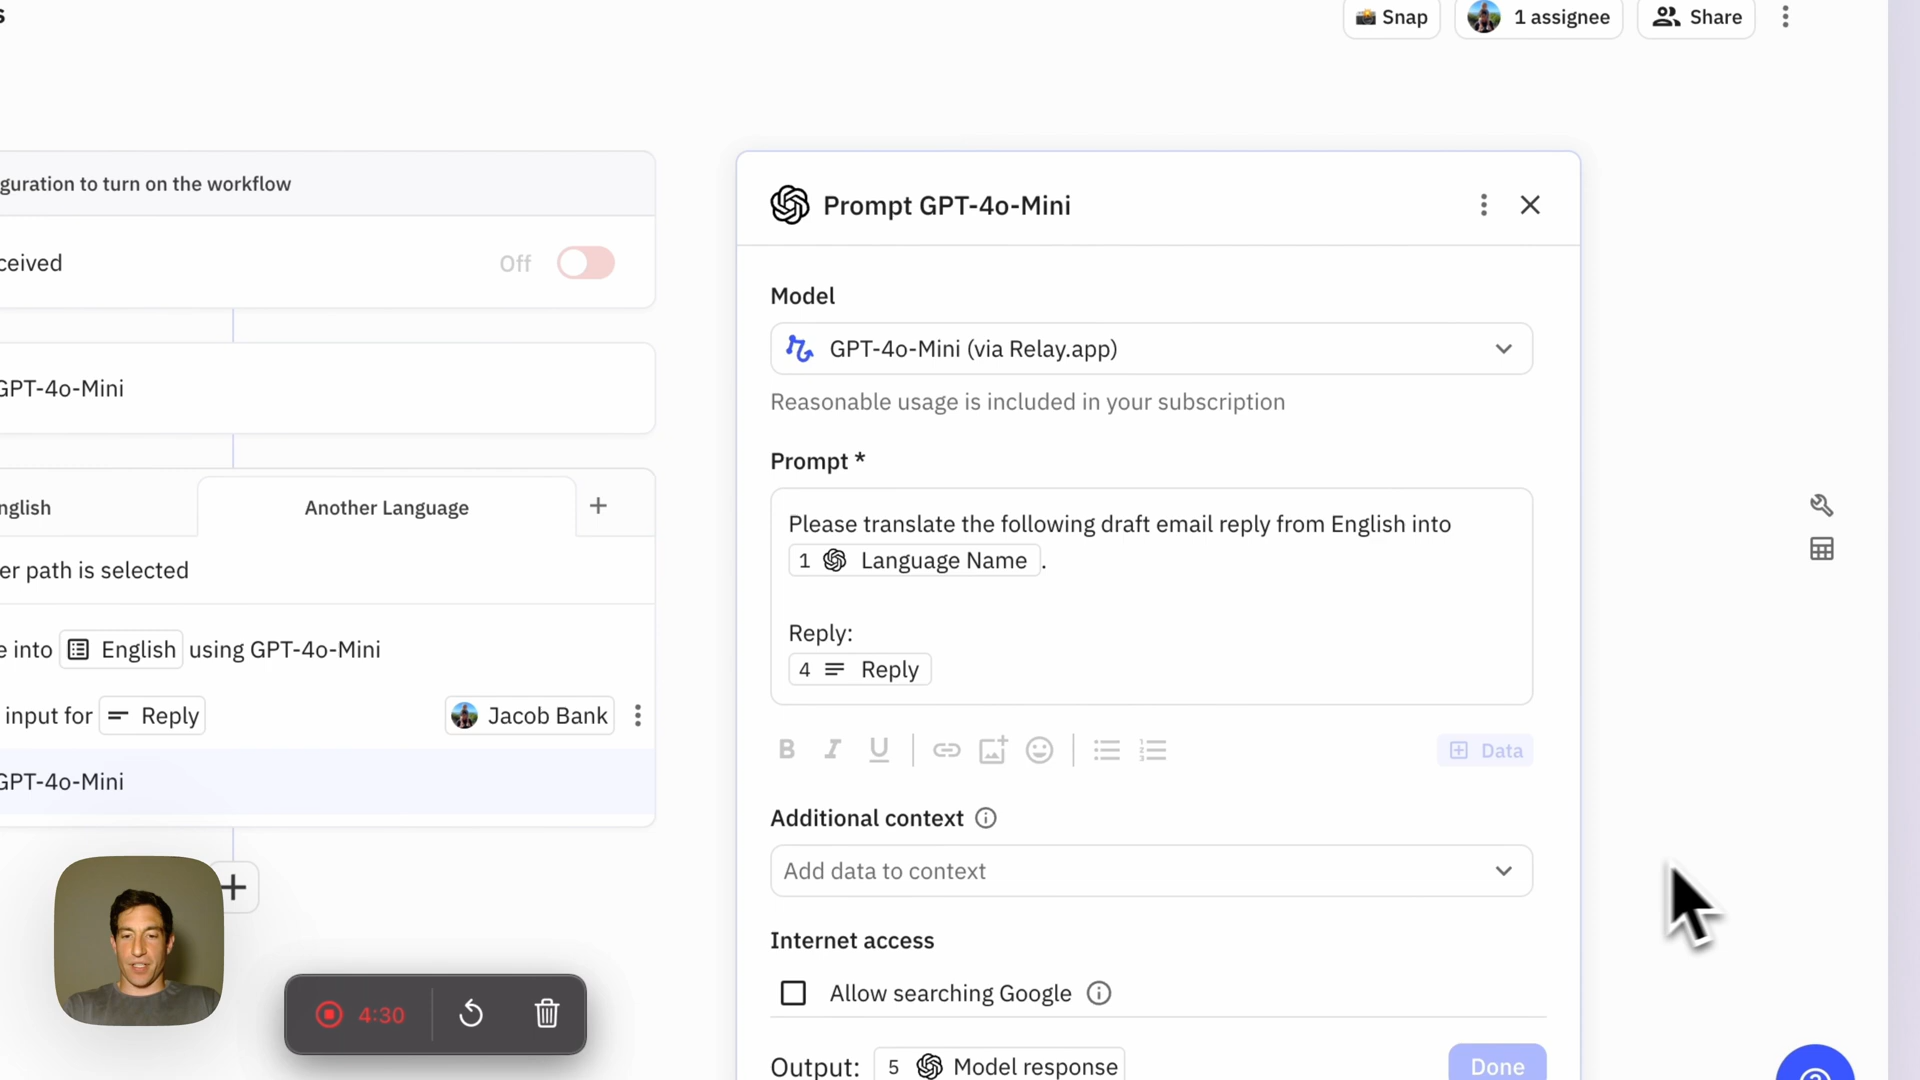 s
📸 Snap
1 assignee
Share
guration to turn on the workflow
ceived
Off
GPT-4o-Mini
nglish
Another Language
+
er path is selected
e into English using GPT-4o-Mini
input for Reply
Jacob Bank
GPT-4o-Mini
4:30
Prompt GPT-4o-Mini
Model
GPT-4o-Mini (via Relay.app)
Reasonable usage is included in your subscription
Prompt *
Please translate the following draft email reply from English into
1 Language Name .
Reply:
4 Reply
B I U
Data
Additional context
Add data to context
Internet access
Allow searching Google
Output: 5 Model response
Done